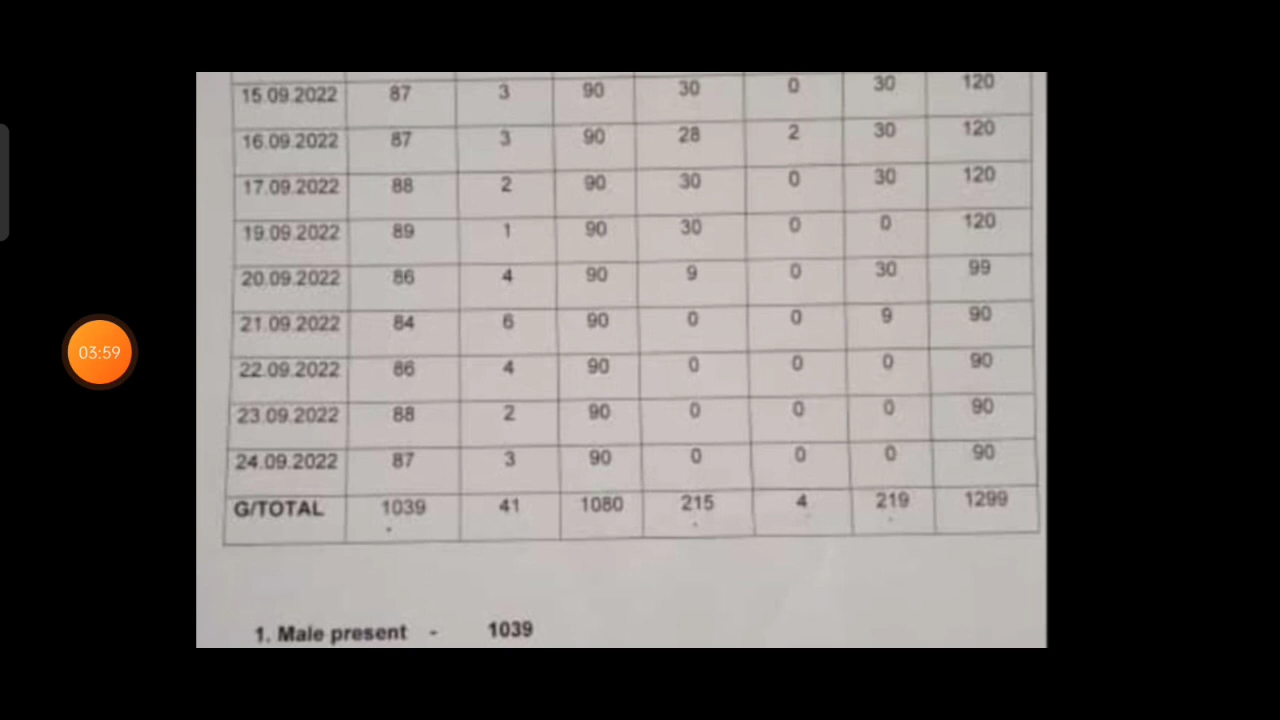 15.09.2022 87 3 90 30 0 30 120
16.09.2022 87 3 90 28 2 30 120
17.09.2022 88 2 90 30 0 30 120
19.09.2022 89 1 90 30 0 0 120
20.09.2022 86 4 90 9 0 30 99
21.09.2022 84 6 90 0 0 9 90
22.09.2022 86 4 90 0 0 0 90
23.09.2022 88 2 90 0 0 0 90
24.09.2022 87 3 90 0 0 0 90
G/TOTAL 1039 41 1080 215 4 219 1299
03:59
1. Male present - 1039